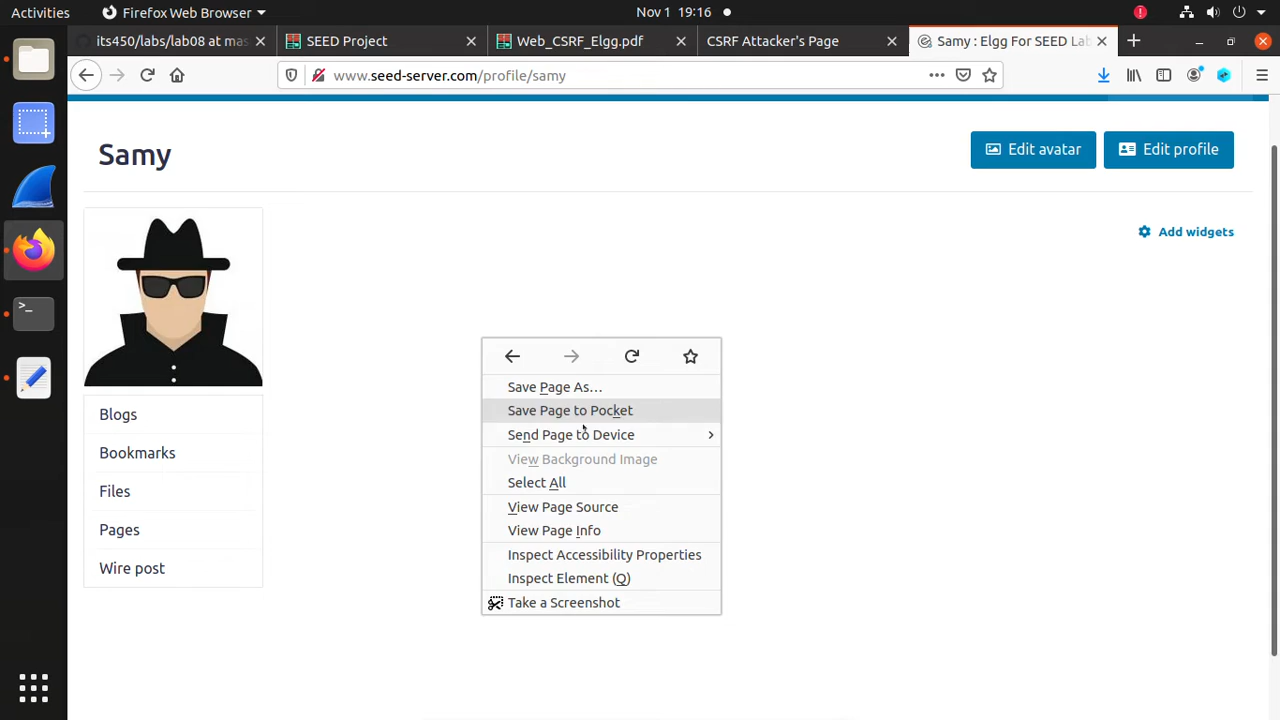 Activities
Firefox Web Browser
Nov 1 19:16
its450/labs/lab08 at mas
SEED Project
Web_CSRF_Elgg.pdf
CSRF Attacker's Page
Samy : Elgg For SEED Lab
www.seed-server.com/profile/samy
Samy
Edit avatar
Edit profile
Add widgets
Blogs
Bookmarks
Files
Pages
Wire post
Save Page As...
Save Page to Pocket
Send Page to Device
View Background Image
Select All
View Page Source
View Page Info
Inspect Accessibility Properties
Inspect Element (Q)
Take a Screenshot